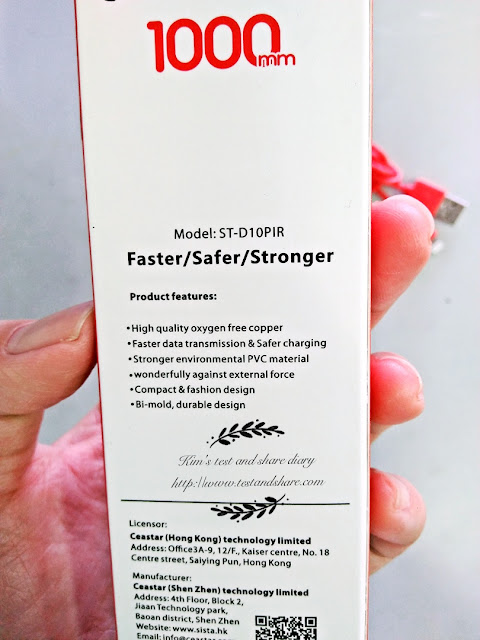 1000mm
Model: ST-D10PIR
Faster/Safer/Stronger
Product features:
•High quality oxygen free copper
•Faster data transmission & Safer charging
•Stronger environmental PVC material
•wonderfully against external force
•Compact & fashion design
•Bi-mold, durable design
Kim's test and share diary
http://www.testandshare.com
Licensor:
Ceastar (Hong Kong) technology limited
Address: Office3A-9, 12/F., Kaiser centre, No. 18
Centre street, Saiying Pun, Hong Kong
Manufacturer:
Ceastar (Shen Zhen) technology limited
Address: 4th Floor, Block 2,
Jiaan Technology park,
Baoan district, Shen Zhen
Website: www.sista.hk